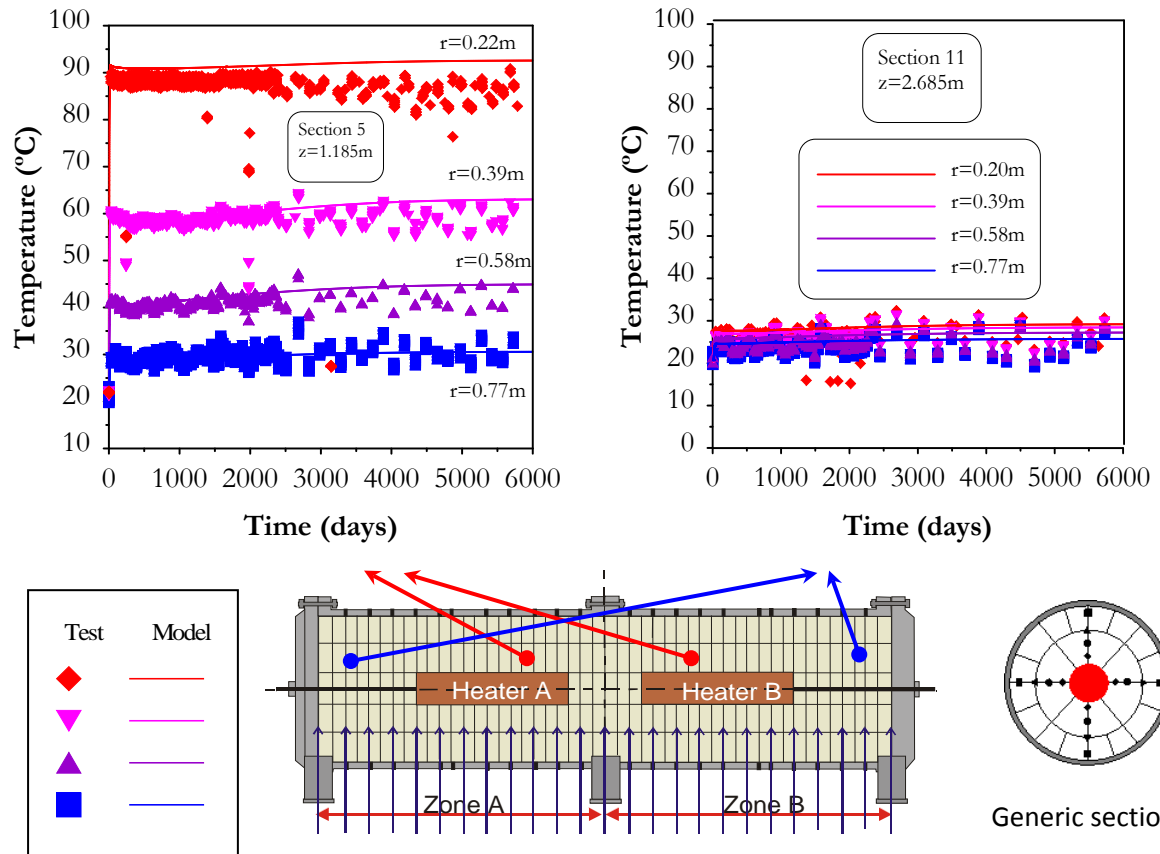 100
90
80
70
60
50
40
30
20
10
Temperature (ºC)
0 1000 2000 3000 4000 5000 6000
Time (days)
r=0.22m
Section 5
z=1.185m
r=0.39m
r=0.58m
r=0.77m
100
90
80
70
60
50
40
30
20
10
0
Temperature (ºC)
0 1000 2000 3000 4000 5000 6000
Time (days)
Section 11
z=2.685m
r=0.20m
r=0.39m
r=0.58m
r=0.77m
Test Model
Heater A Heater B
Zone A Zone B
Generic sectio